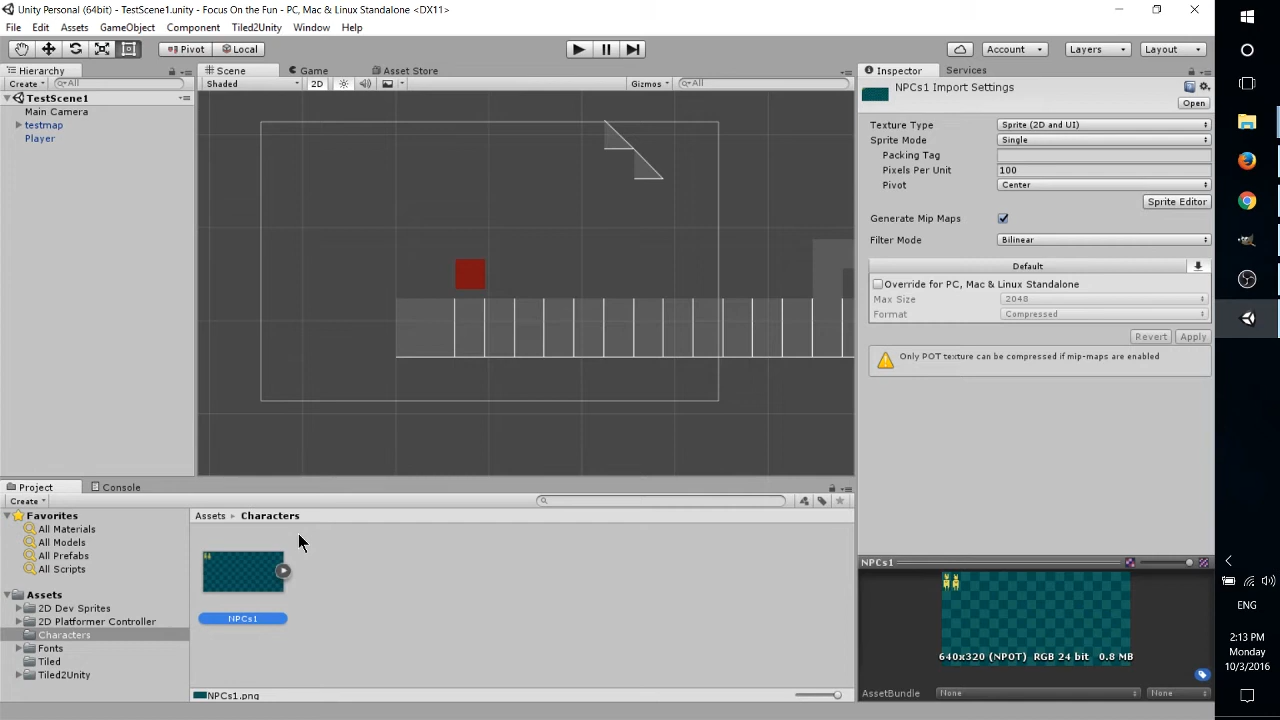 Unity Personal (64bit) - TestScene1.unity - Focus On the Fun - PC, Mac & Linux Standalone <DX11>
File Edit Assets GameObject Component Tiled2Unity Window Help
Pivot Local Account Layers Layout
Hierarchy Scene Game Asset Store Inspector Services
Create All Shaded 2D Gizmos All
NPCs1 Import Settings
Open
TestScene1
Main Camera
testmap
Player
Texture Type Sprite (2D and UI)
Sprite Mode Single
Packing Tag
Pixels Per Unit 100
Pivot Center
Sprite Editor
Generate Mip Maps
Filter Mode Bilinear
Default
Override for PC, Mac & Linux Standalone
Max Size 2048
Format Compressed
Revert Apply
Only POT texture can be compressed if mip-maps are enabled
Project Console
Create
Favorites
All Materials
All Models
All Prefabs
All Scripts
Assets
2D Dev Sprites
2D Platformer Controller
Characters
Fonts
Tiled
Tiled2Unity
Assets Characters
NPCs1
NPCs1.png
NPCs1
640x320 (NPOT) RGB 24 bit 0.8 MB
AssetBundle None None
ENG
2:13 PM
Monday
10/3/2016